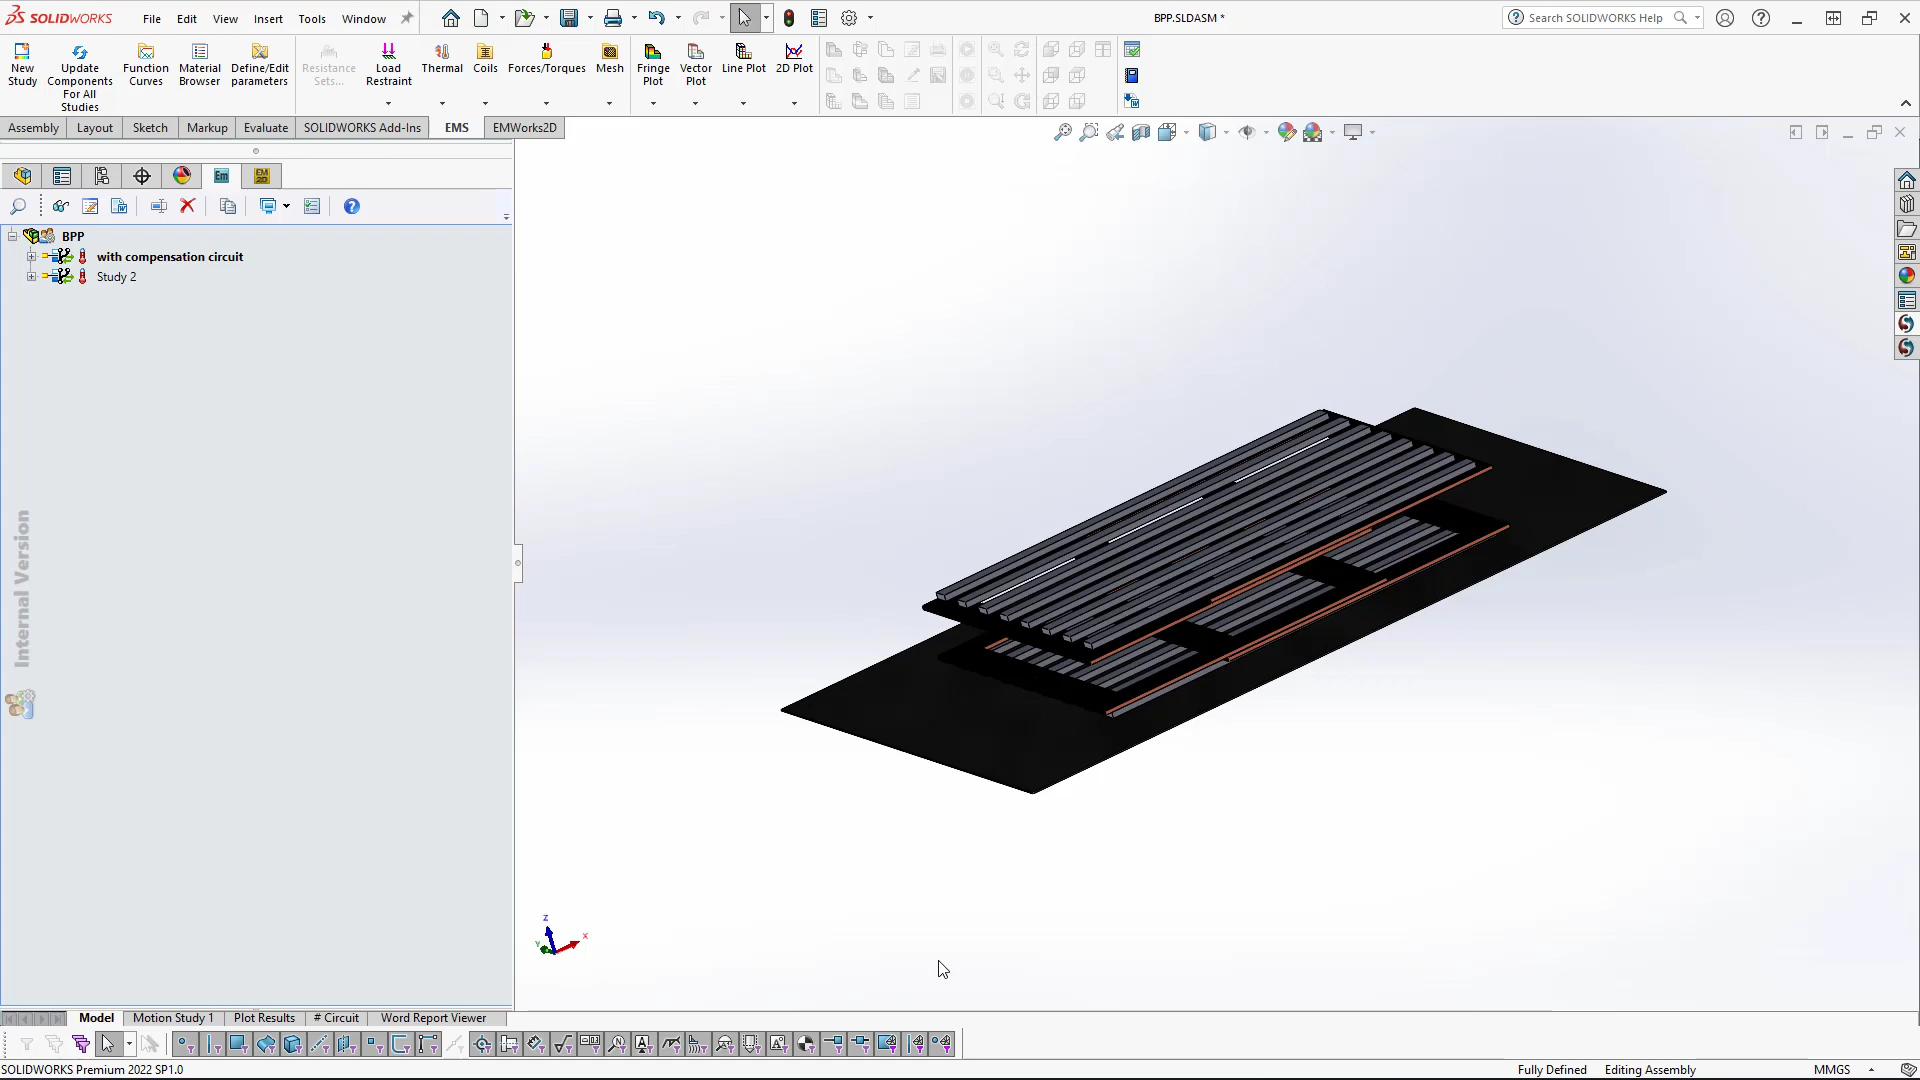 SOLIDWORKS
File Edit View Insert Tools Window
BPP.SLDASM *
Search SOLIDWORKS Help
New
Study
Update
Components
For All
Studies
Function
Curves
Material
Browser
Define/Edit
parameters
Resistance
Sets...
Load
Restraint
Thermal
Coils
Forces/Torques
Mesh
Fringe
Plot
Vector
Plot
Line Plot
2D Plot
Assembly Layout Sketch Markup Evaluate SOLIDWORKS Add-Ins EMS EMWorks2D
Em
EM
2D
BPP
with compensation circuit
Study 2
Internal Version
Z
Y
X
Model Motion Study 1 Plot Results # Circuit Word Report Viewer
SOLIDWORKS Premium 2022 SP1.0
Fully Defined Editing Assembly MMGS